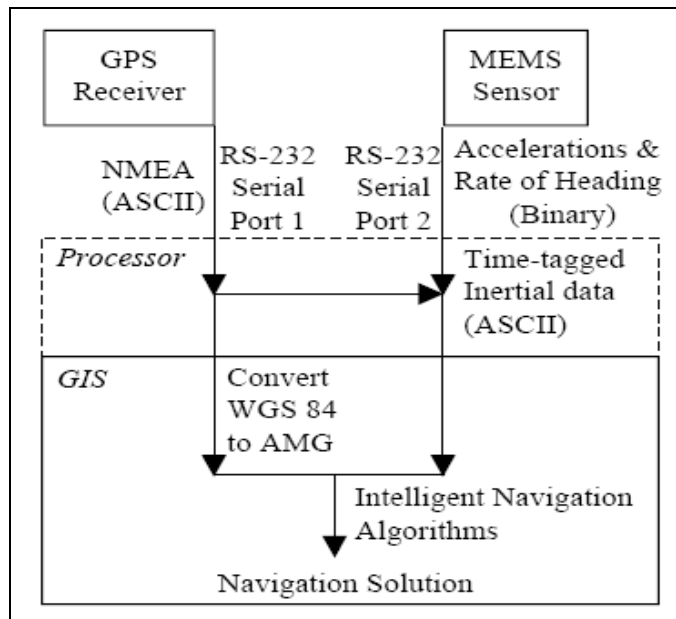 GPS
Receiver
MEMS
Sensor
NMEA
(ASCII)
RS-232
Serial
Port 1
RS-232
Serial
Port 2
Accelerations &
Rate of Heading
(Binary)
Processor
Time-tagged
Inertial data
(ASCII)
GIS
Convert
WGS 84
to AMG
Intelligent Navigation
Algorithms
Navigation Solution